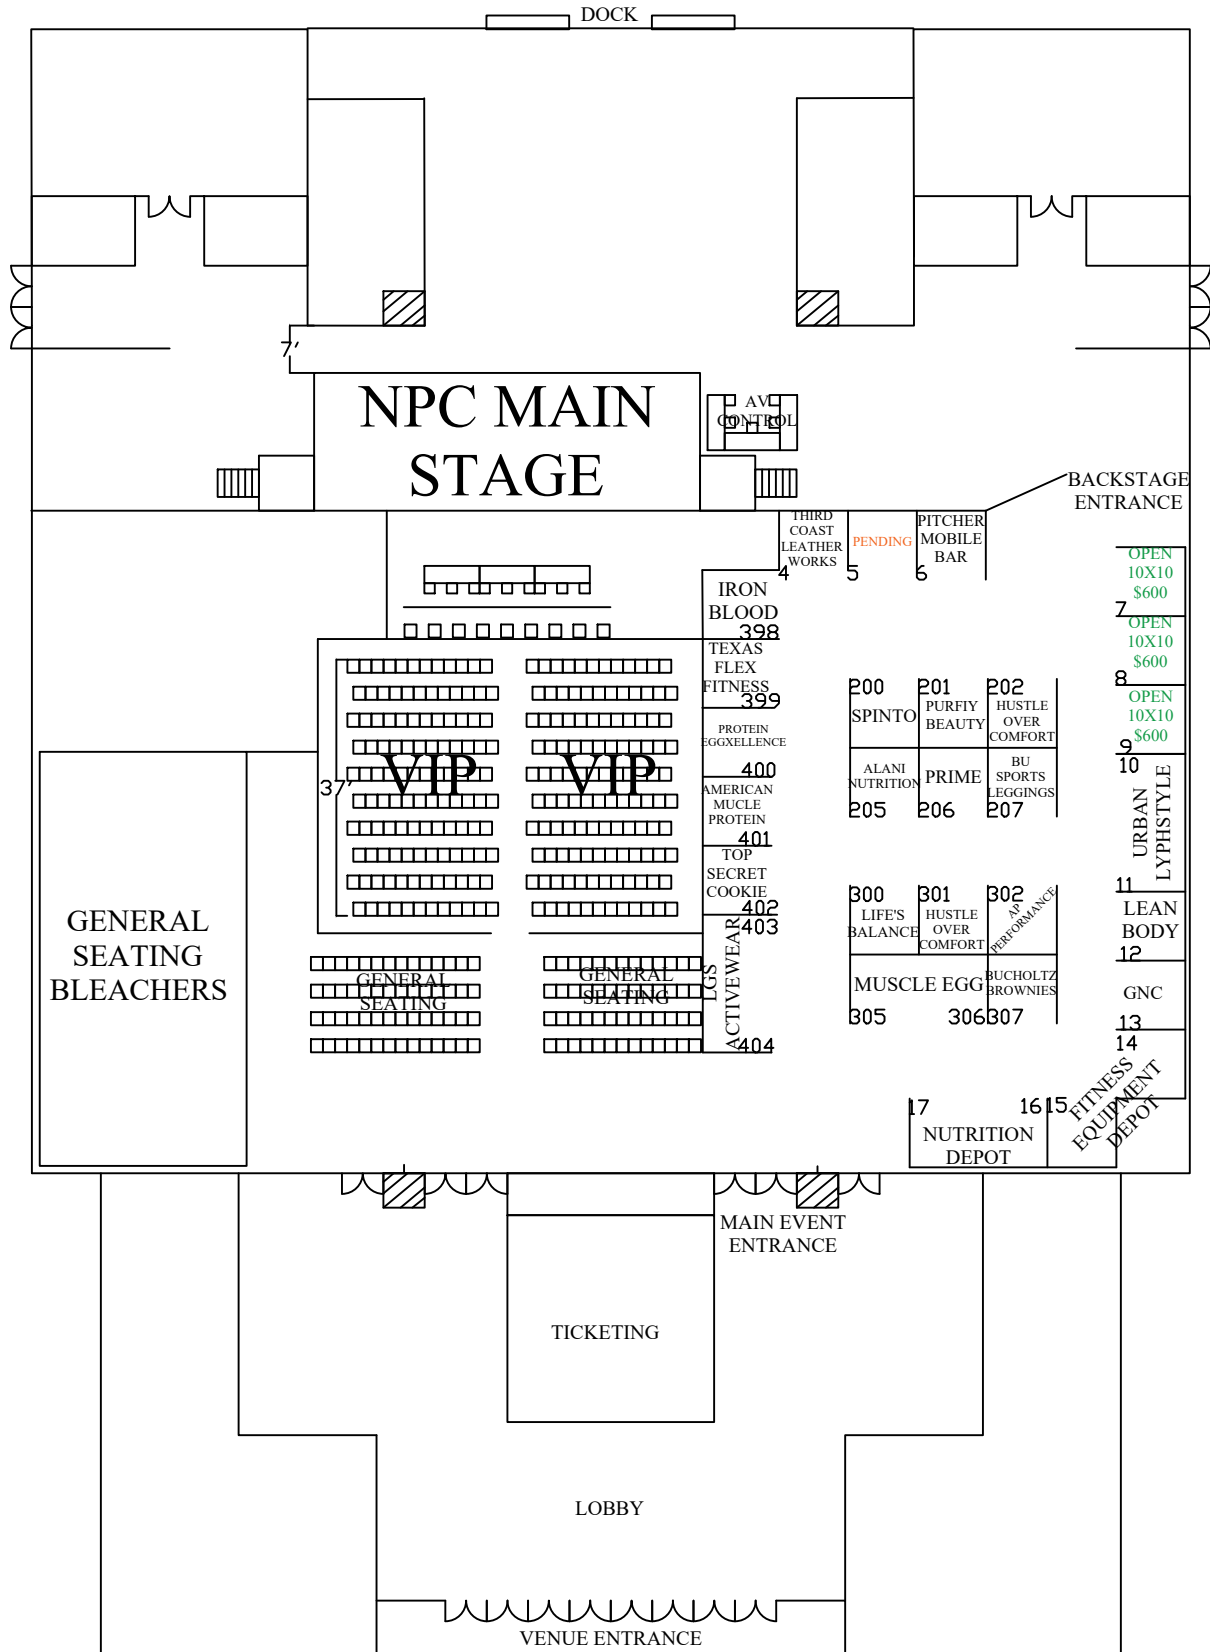 DOCK
7'
NPC MAIN
STAGE
AV
CONTROL
BACKSTAGE
ENTRANCE
THIRD
COAST
LEATHER
WORKS
4
PENDING
5
PITCHER
MOBILE
BAR
6
OPEN
10X10
$600
7
OPEN
10X10
$600
8
OPEN
10X10
$600
9
IRON
BLOOD
398
TEXAS
FLEX
FITNESS
399
PROTEIN
EGGXELLENCE
400
AMERICAN
MUCLE
PROTEIN
401
TOP
SECRET
COOKIE
402
403
LGS
ACTIVEWEAR
404
200
SPINTO
201
PURFIY
BEAUTY
202
HUSTLE
OVER
COMFORT
ALANI
NUTRITION
205
PRIME
206
BU
SPORTS
LEGGINGS
207
10
URBAN
LYPHSTYLE
11
VIP
VIP
37'
300
LIFE'S
BALANCE
301
HUSTLE
OVER
COMFORT
302
AP
PERFORMANCE
LEAN
BODY
12
GENERAL
SEATING
BLEACHERS
GENERAL
SEATING
GENERAL
SEATING
MUSCLE EGG
305
306
BUCHOLTZ
BROWNIES
307
GNC
13
14
FITNESS
EQUIPMENT
DEPOT
15
17
16
NUTRITION
DEPOT
MAIN EVENT
ENTRANCE
TICKETING
LOBBY
VENUE ENTRANCE